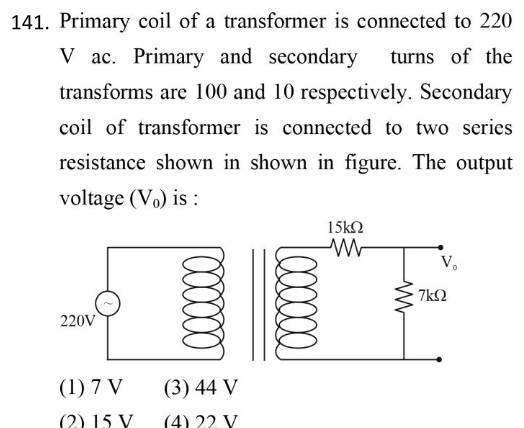 141. Primary coil of a transformer is connected to 220
V ac. Primary and secondary turns of the
transforms are 100 and 10 respectively. Secondary
coil of transformer is connected to two series
resistance shown in shown in figure. The output
voltage (V₀) is :
15kΩ
V₀
7kΩ
220V
(1) 7 V (3) 44 V
(2) 15 V (4) 22 V